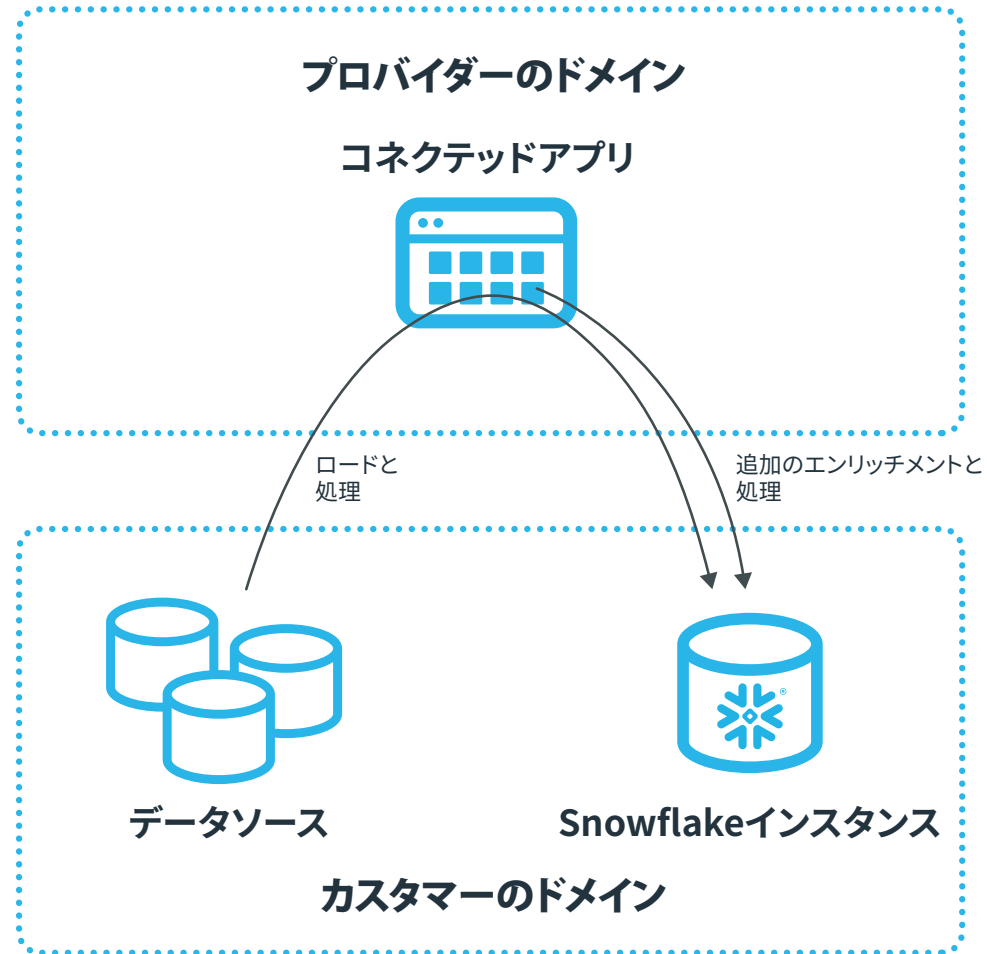 プロバイダーのドメイン
コネクテッドアプリ
ロードと
処理
追加のエンリッチメントと
処理
®
データソース
Snowflakeインスタンス
カスタマーのドメイン